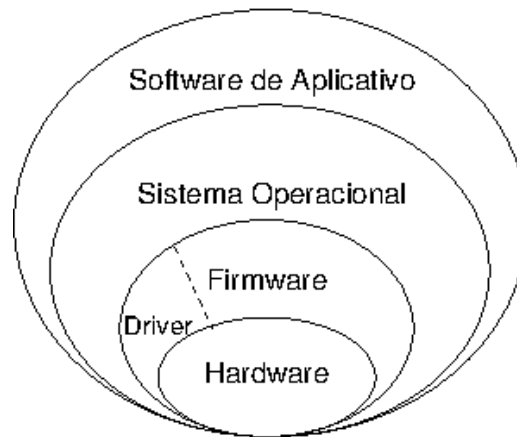 Software de Aplicativo
Sistema Operacional
Firmware
Driver
Hardware